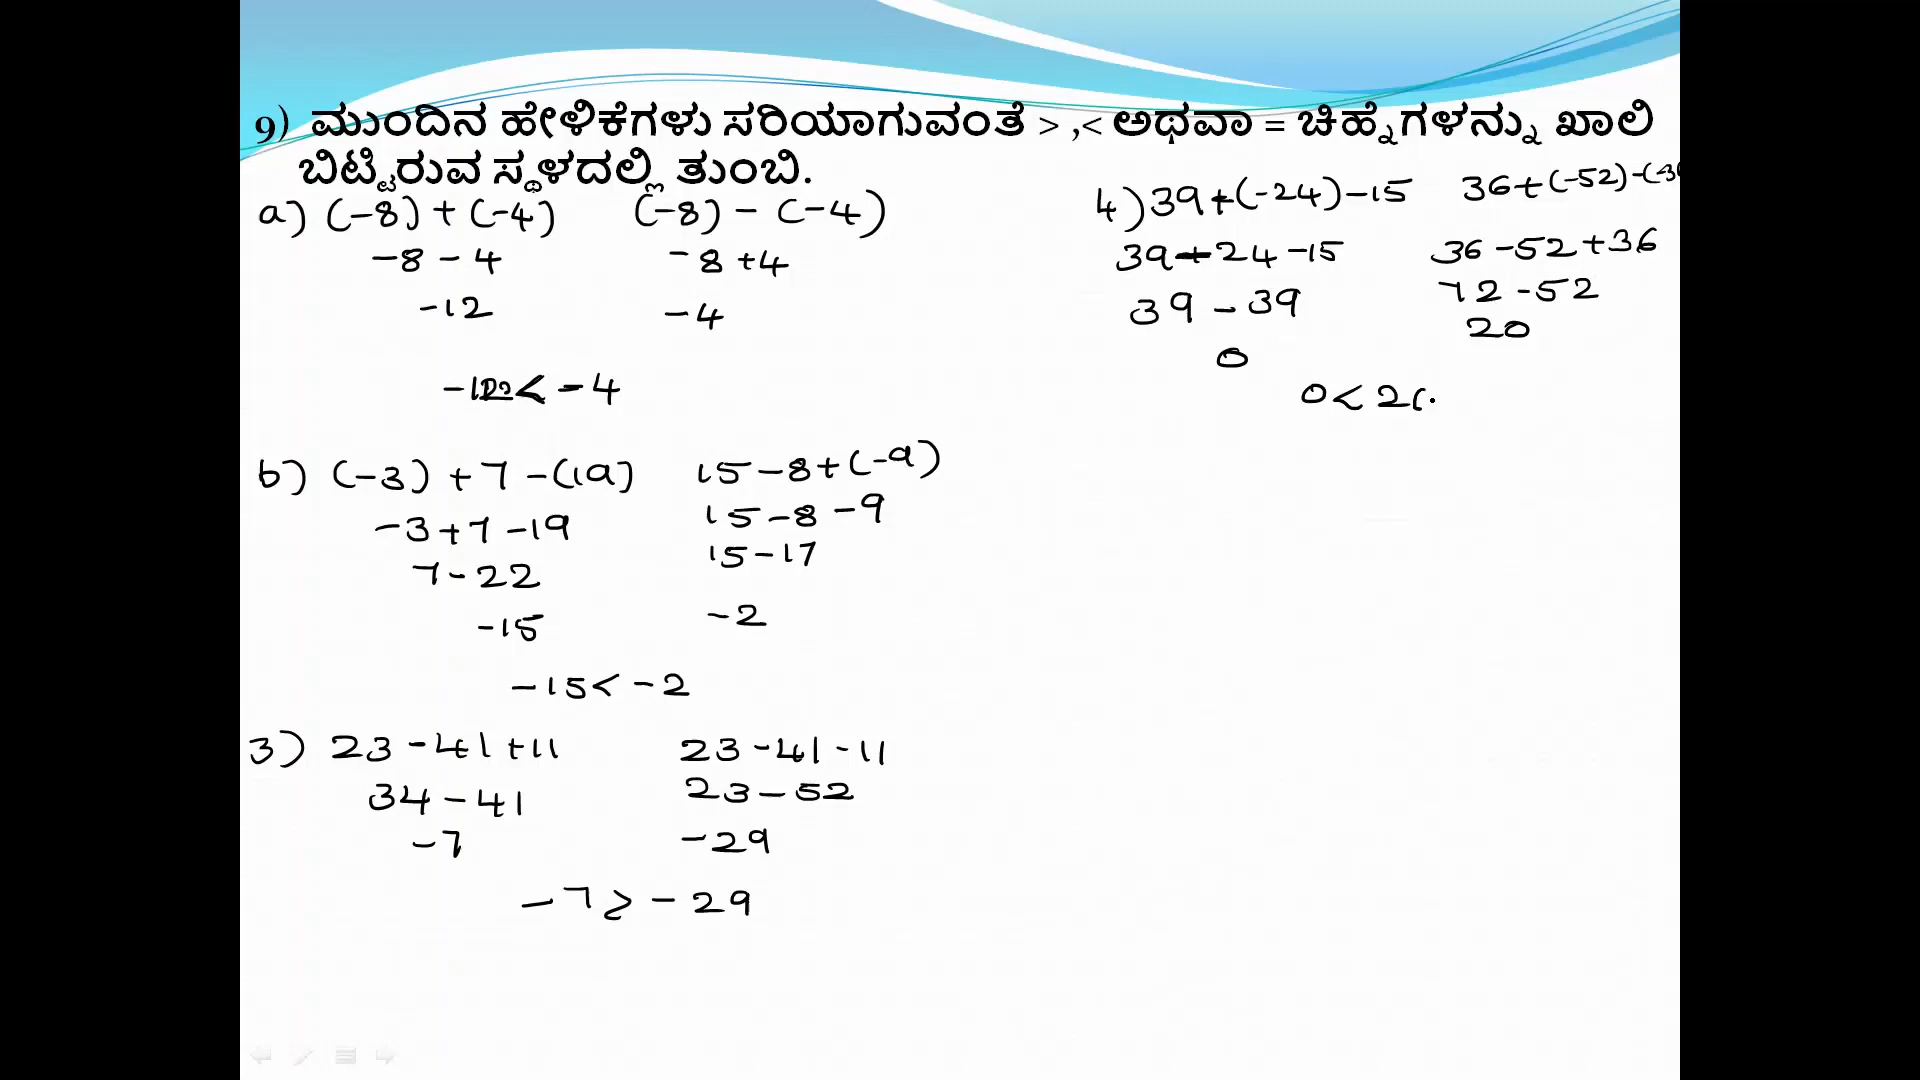 9) ಮುಂದಿನ ಹೇಳಿಕೆಗಳು ಸರಿಯಾಗುವಂತೆ > ,< ಅಥವಾ = ಚಿಹ್ನೆಗಳನ್ನು ಖಾಲಿ
ಬಿಟ್ಟಿರುವ ಸ್ಥಳದಲ್ಲಿ ತುಂಬಿ.
a) (-8) + (-4) (-8) - (-4)
-8 - 4 -8 +4
-12 -4
< -4
b) (-3) + 7 - (19) 15 - 8 + (-9)
-3 + 7 - 19 15 - 8 - 9
7 - 22 15 - 17
-15 -2
-15 < -2
3) 23 - 41 + 11 23 - 41 - 11
34 - 41 23 - 52
-7 -29
-7 > -29
4) 39 + (-24) - 15 36 + (-52) - (
39 - 24 - 15 36 - 52 + 36
39 - 39 72 - 52
0 20
0 <